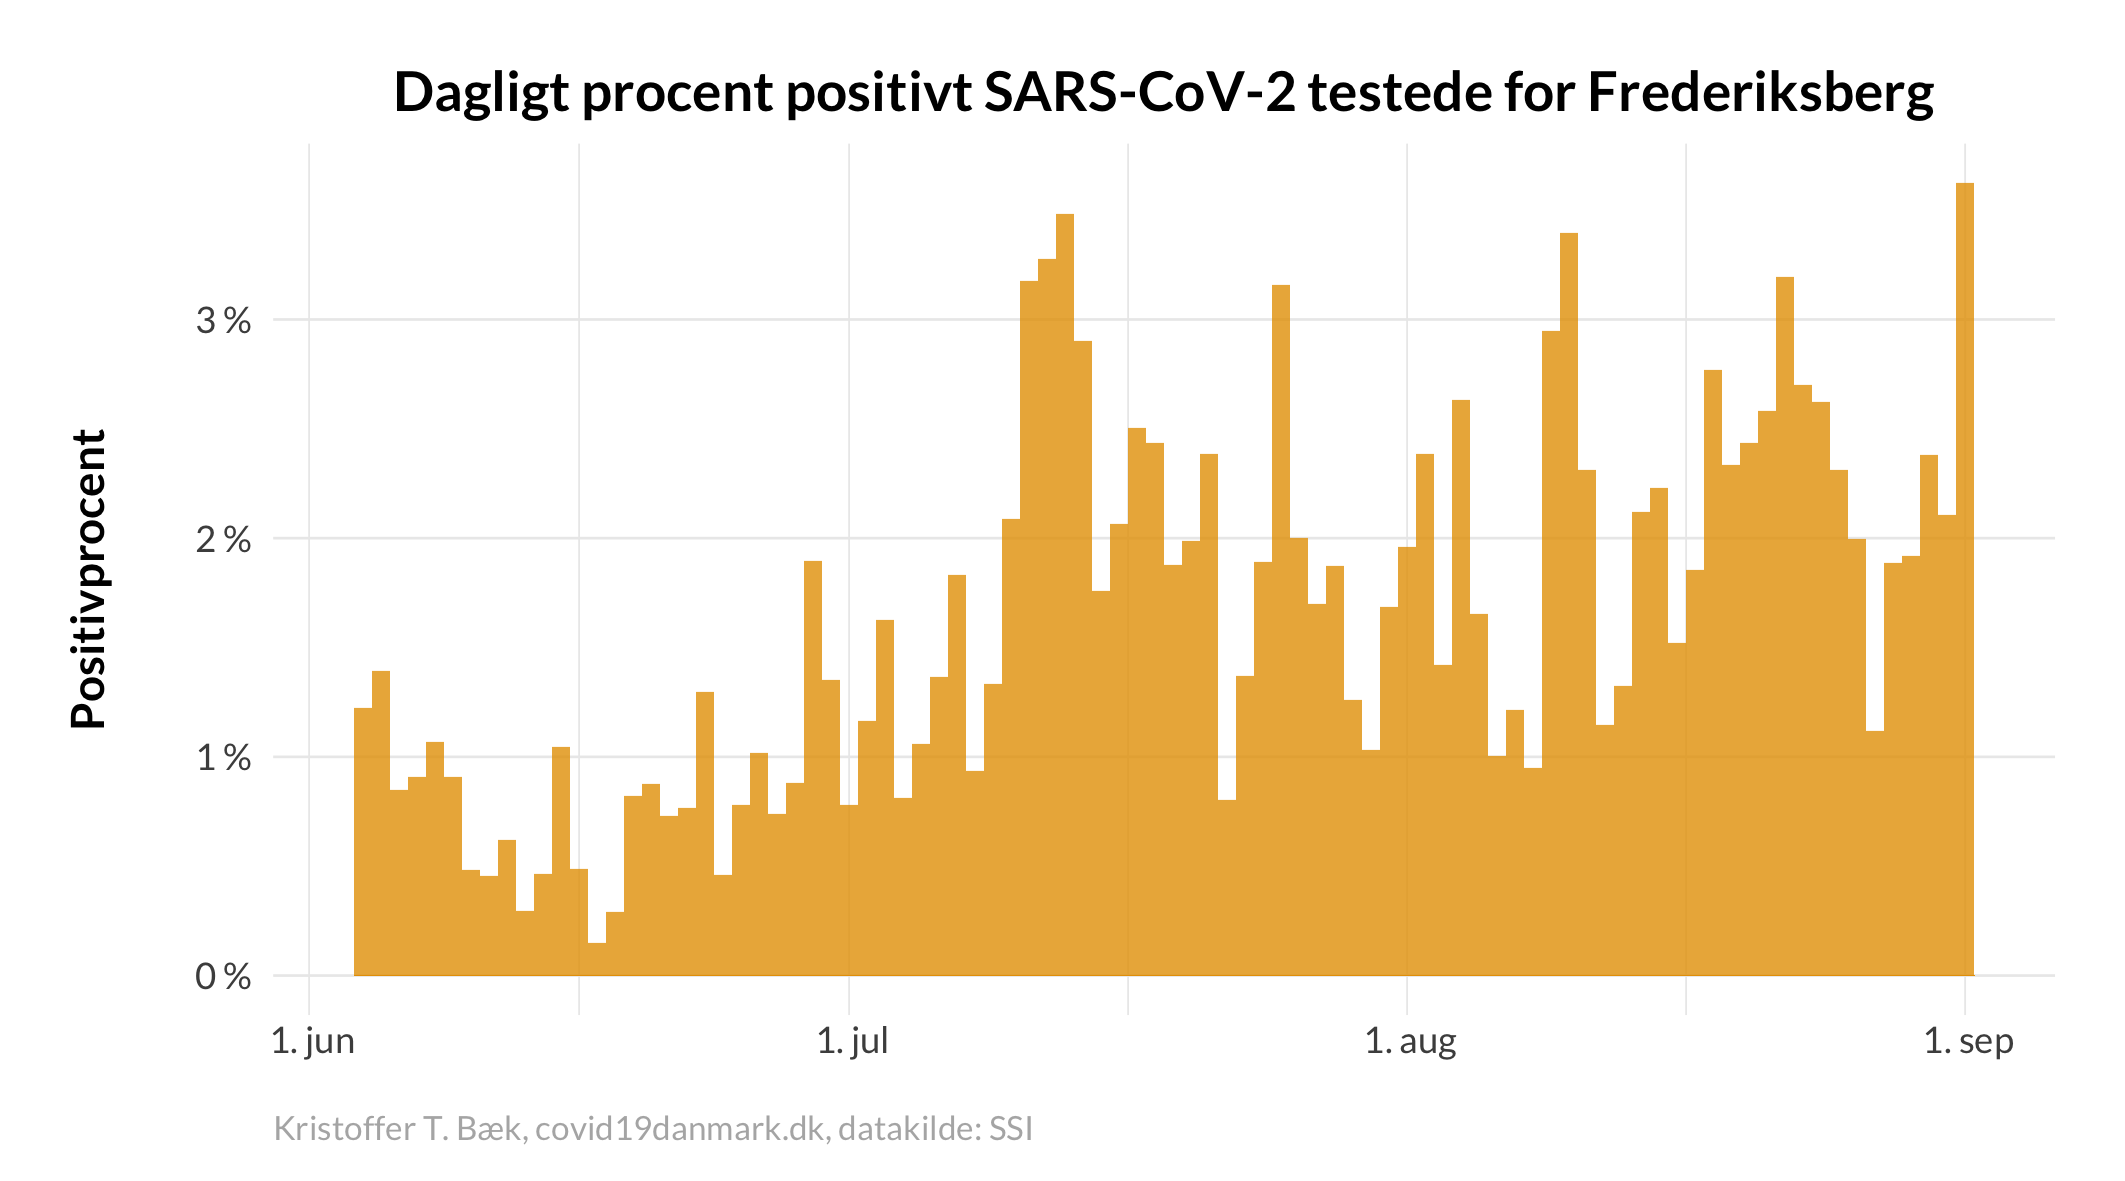 Dagligt procent positivt SARS-CoV-2 testede for Frederiksberg
Positivprocent
3 %
2 %
1 %
0 %
1. jun
1. jul
1. aug
1. sep
Kristoffer T. Bæk, covid19danmark.dk, datakilde: SSI